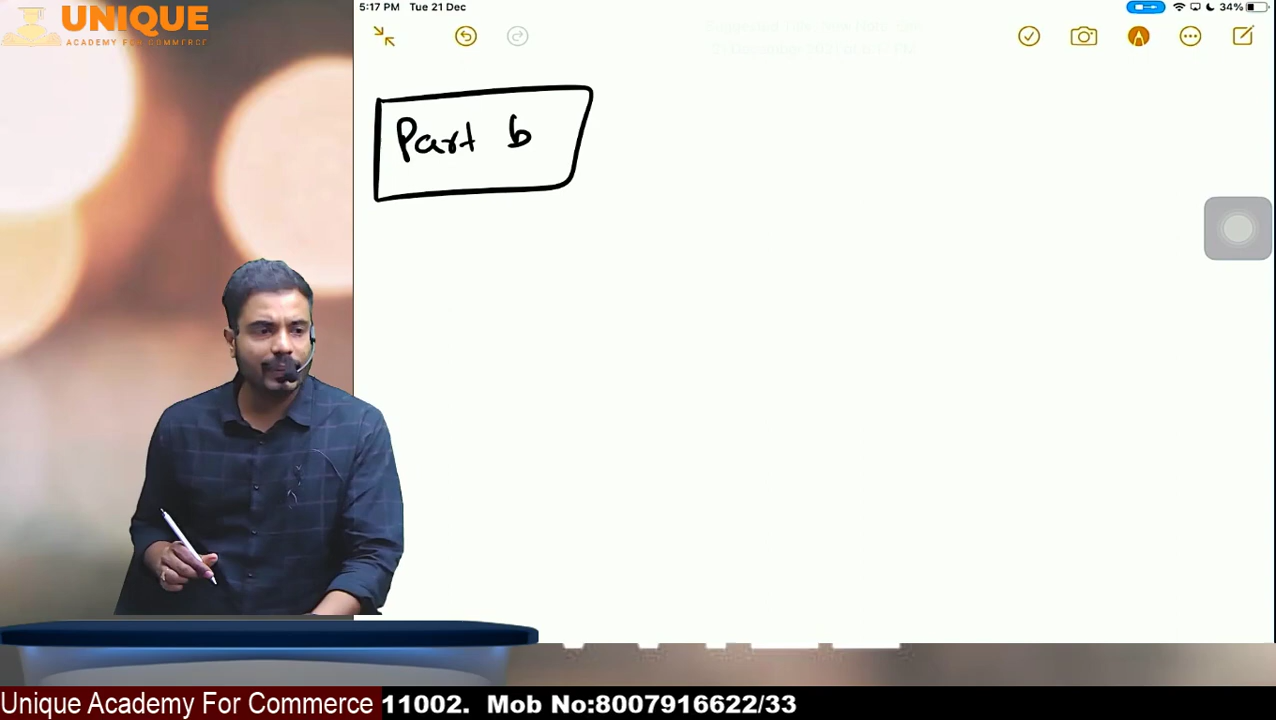 UNIQUE
ACADEMY FOR COMMERCE
5:17 PM Tue 21 Dec
34%
Part b
Unique Academy For Commerce 11002. Mob No:8007916622/33